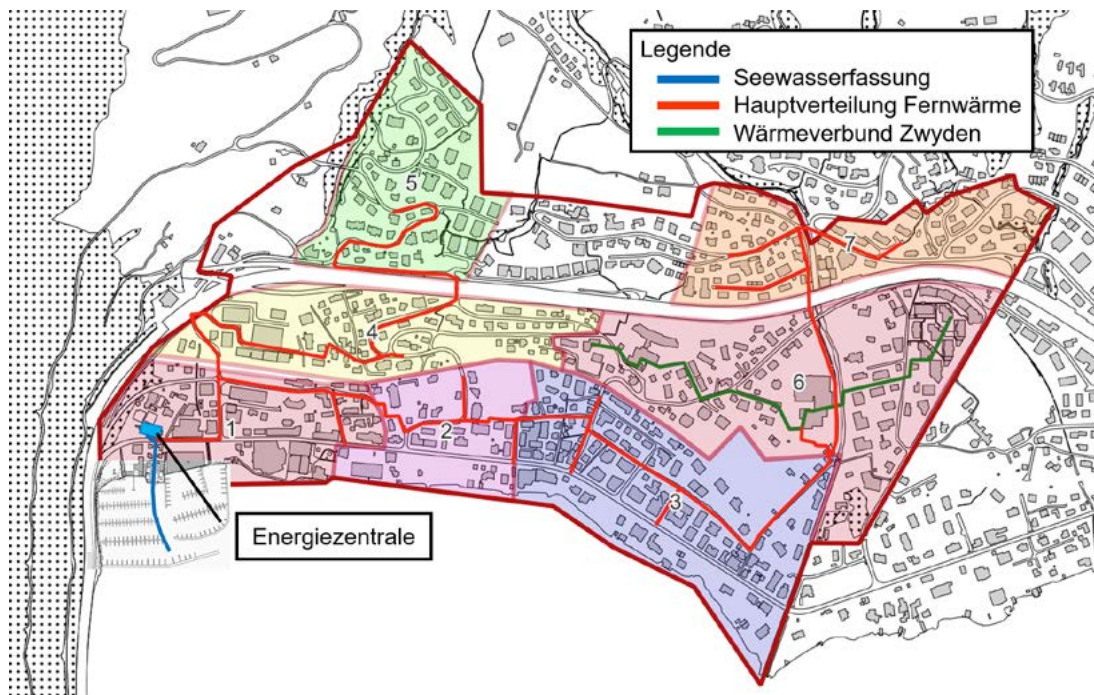 Legende
Seewasserfassung
Hauptverteilung Fernwärme
Wärmeverbund Zwyden
5
7
4
6
1
2
3
Energiezentrale